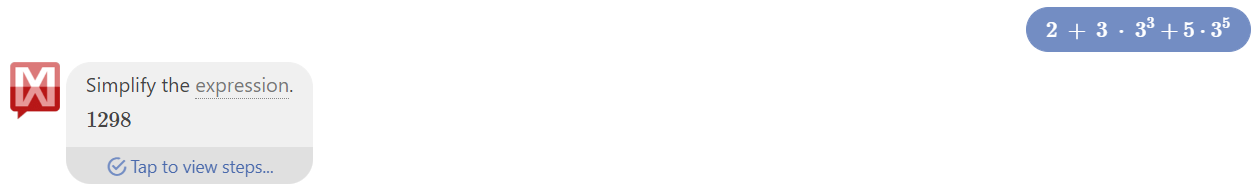 2 + 3 · 3³ + 5 · 3⁵
M
Simplify the expression.
1298
Tap to view steps...